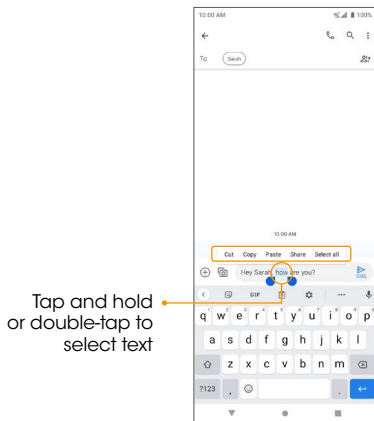 10:00 AM 100%
To Sarah
10:00 AM
Cut Copy Paste Share Select all
Hey Sarah, how are you?
SMS
GIF
Tap and hold
or double-tap to
select text
q w e r t y u i o p
a s d f g h j k l
z x c v b n m
?123 , .